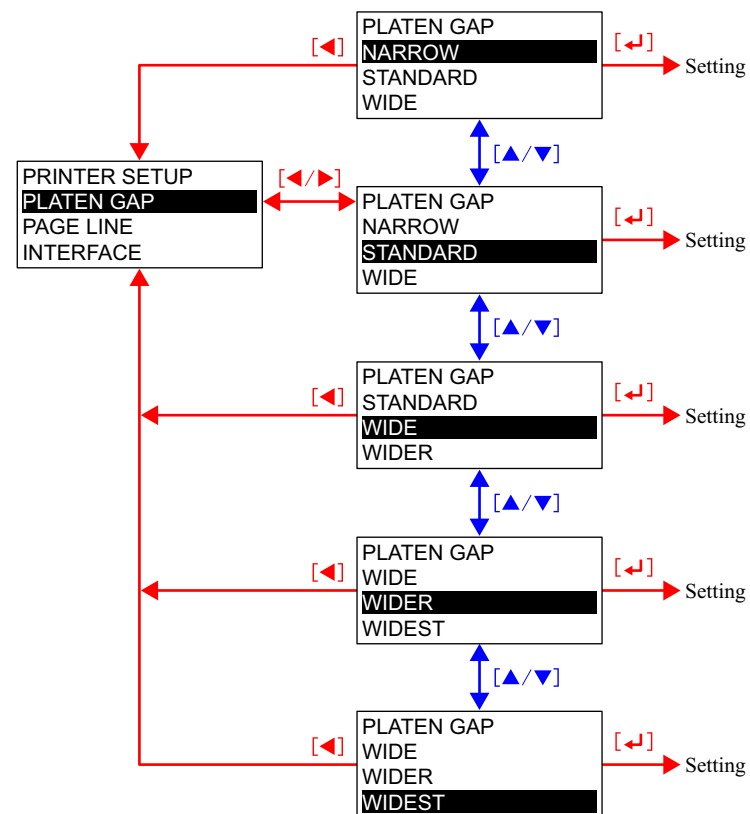 PLATEN GAP
NARROW
STANDARD
WIDE
[◀]
[↵]
Setting
[▲/▼]
PRINTER SETUP
PLATEN GAP
PAGE LINE
INTERFACE
[◀/▶]
PLATEN GAP
NARROW
STANDARD
WIDE
[↵]
Setting
[▲/▼]
PLATEN GAP
STANDARD
WIDE
WIDER
[◀]
[↵]
Setting
[▲/▼]
PLATEN GAP
WIDE
WIDER
WIDEST
[◀]
[↵]
Setting
[▲/▼]
PLATEN GAP
WIDE
WIDER
WIDEST
[◀]
[↵]
Setting